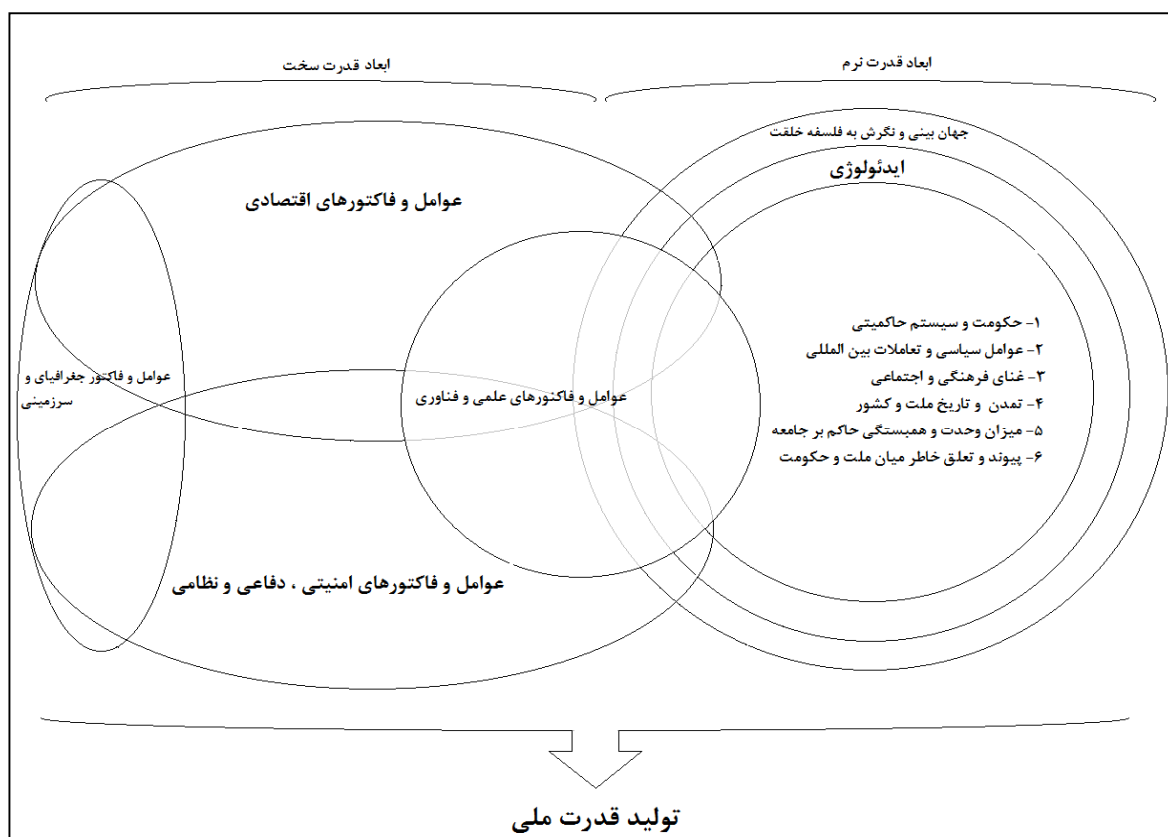 ابعاد قدرت نرم
ابعاد قدرت سخت
جهان بینی و نگرش به فلسفه خلقت
ایدئولوژی
عوامل و فاکتورهای اقتصادی
۱- حکومت و سیستم حاکمیتی
۲- عوامل سیاسی و تعاملات بین المللی
۳- غنای فرهنگی و اجتماعی
۴- تمدن و تاریخ ملت و کشور
۵- میزان وحدت و همبستگی حاکم بر جامعه
۶- پیوند و تعلق خاطر میان ملت و حکومت
عوامل و فاکتورهای علمی و فناوری
عوامل و فاکتور جغرافیای و
سرزمینی
عوامل و فاکتورهای امنیتی ، دفاعی و نظامی
تولید قدرت ملی